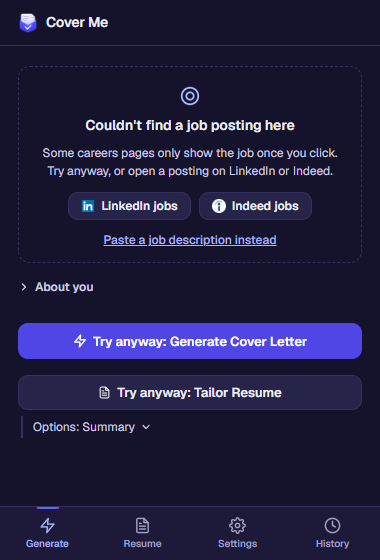 Cover Me
Couldn't find a job posting here
Some careers pages only show the job once you click.
Try anyway, or open a posting on LinkedIn or Indeed.
in LinkedIn jobs
Indeed jobs
Paste a job description instead
About you
Try anyway: Generate Cover Letter
Try anyway: Tailor Resume
Options: Summary
Generate
Resume
Settings
History